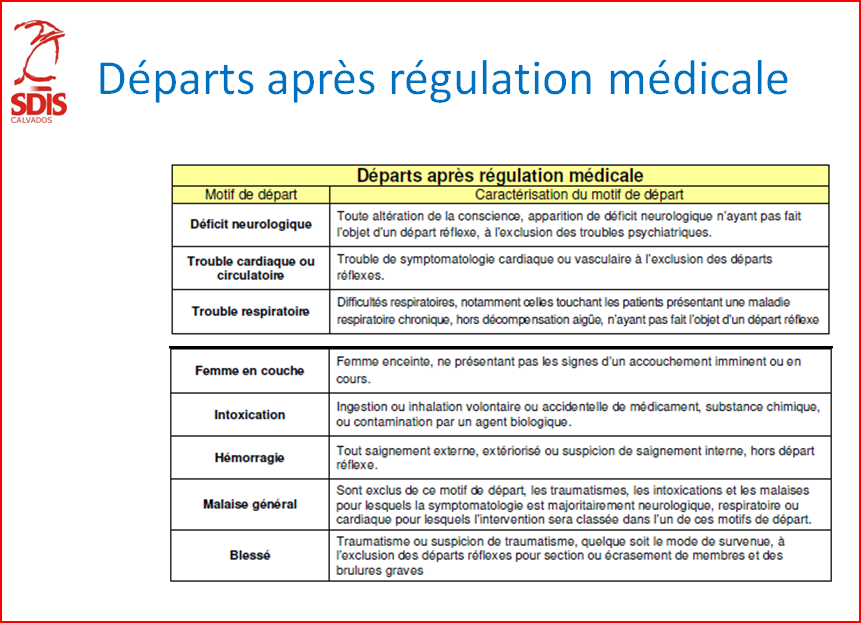 SDIS
CALVADOS
Départs après régulation médicale
Départs après régulation médicale
Motif de départ
Caractérisation du motif de départ
Déficit neurologique
Toute altération de la conscience, apparition de déficit neurologique n'ayant pas fait
l'objet d'un départ réflexe, à l'exclusion des troubles psychiatriques.
Trouble cardiaque ou
circulatoire
Trouble de symptomatologie cardiaque ou vasculaire à l'exclusion des départs
réflexes.
Trouble respiratoire
Difficultés respiratoires, notamment celles touchant les patients présentant une maladie
respiratoire chronique, hors décompensation aigüe, n'ayant pas fait l'objet d'un départ réflexe
Femme en couche
Femme enceinte, ne présentant pas les signes d'un accouchement imminent ou en
cours.
Intoxication
Ingestion ou inhalation volontaire ou accidentelle de médicament, substance chimique,
ou contamination par un agent biologique.
Hémorragie
Tout saignement externe, extériorisé ou suspicion de saignement interne, hors départ
réflexe.
Malaise général
Sont exclus de ce motif de départ, les traumatismes, les intoxications et les malaises
pour lesquels la symptomatologie est majoritairement neurologique, respiratoire ou
cardiaque pour lesquels l'intervention sera classée dans l'un de ces motifs de départ.
Blessé
Traumatisme ou suspicion de traumatisme, quelque soit le mode de survenue, à
l'exclusion des départs réflexes pour section ou écrasement de membres et des
brulures graves